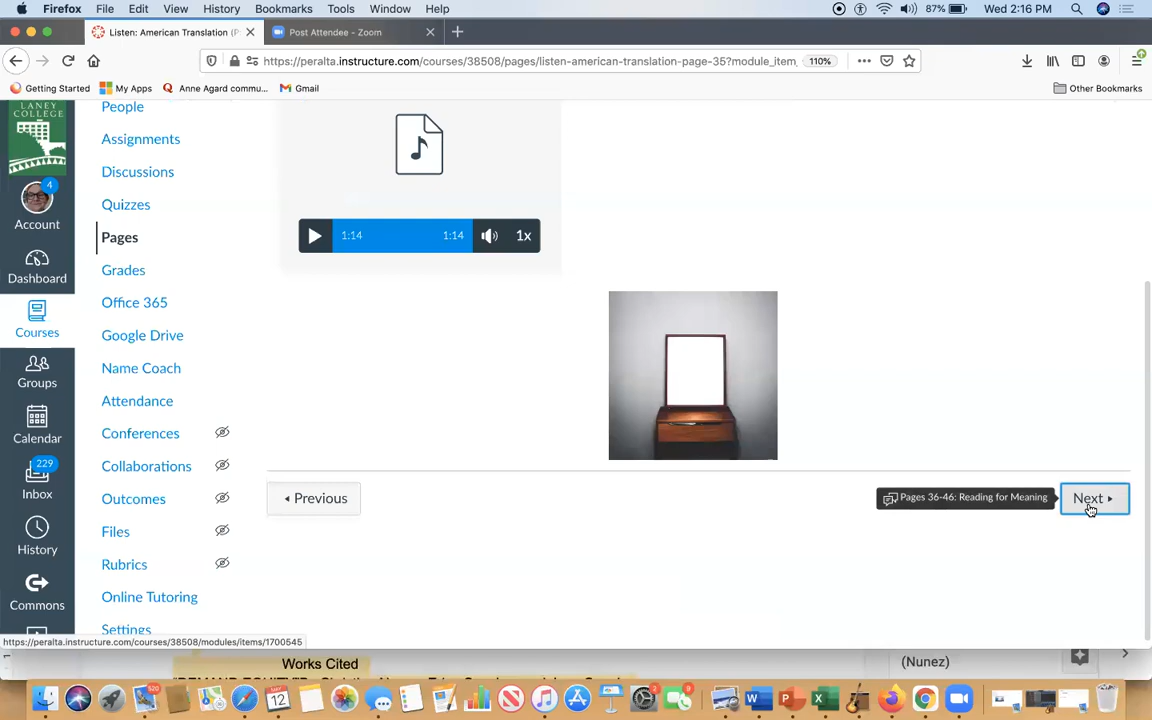 Firefox File Edit View History Bookmarks Tools Window Help 87% Wed 2:16 PM
Listen: American Translation (P Post Attendee - Zoom
https://peralta.instructure.com/courses/38508/pages/listen-american-translation-page-35?module_item_ 110%
Getting Started My Apps Anne Agard commu... Gmail Other Bookmarks
LANEY
COLLEGE
4
Account
Dashboard
Courses
Groups
Calendar
229
Inbox
History
Commons
People
Assignments
Discussions
Quizzes
Pages
Grades
Office 365
Google Drive
Name Coach
Attendance
Conferences
Collaborations
Outcomes
Files
Rubrics
Online Tutoring
Settings
1:14 1:14 1x
Previous Pages 36-46: Reading for Meaning Next
https://peralta.instructure.com/courses/38508/modules/items/1700545
Works Cited
(Nunez)
12